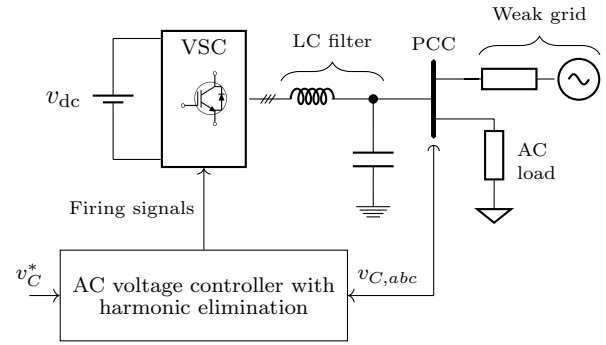 Weak grid
VSC
LC filter
PCC
v_dc
AC
load
Firing signals
v*_C
AC voltage controller with
harmonic elimination
v_C,abc